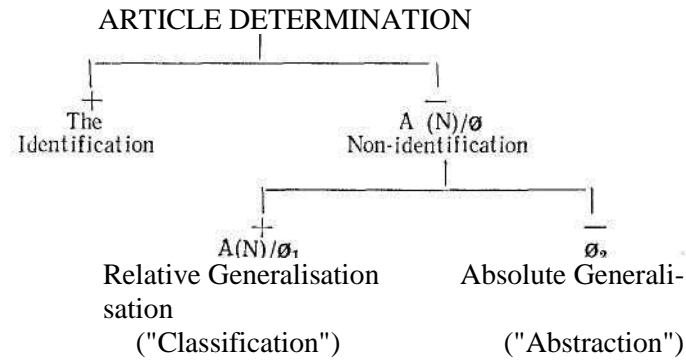 ARTICLE DETERMINATION
+ −
The A (N)/ø
Identification Non-identification
+ −
A(N)/ø₁ ø₂
Relative Generalisation Absolute Generali-
sation
("Classification") ("Abstraction")